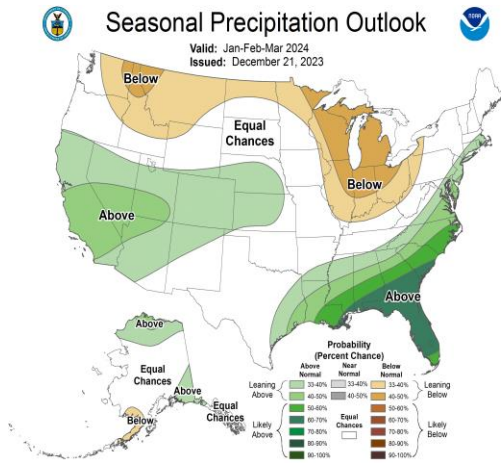 Seasonal Precipitation Outlook
Valid: Jan-Feb-Mar 2024
Issued: December 21, 2023
Below
Equal
Chances
Below
Above
Above
Above
Equal
Chances
Above
Equal
Chances
Below
Probability
(Percent Chance)
Above
Normal
Near
Normal
Below
Normal
Leaning
Above
33-40%
33-40%
33-40%
Leaning
Below
40-50%
40-50%
40-50%
Likely
Above
50-60%
Equal
Chances
50-60%
Likely
Below
60-70%
60-70%
70-80%
70-80%
80-90%
80-90%
90-100%
90-100%